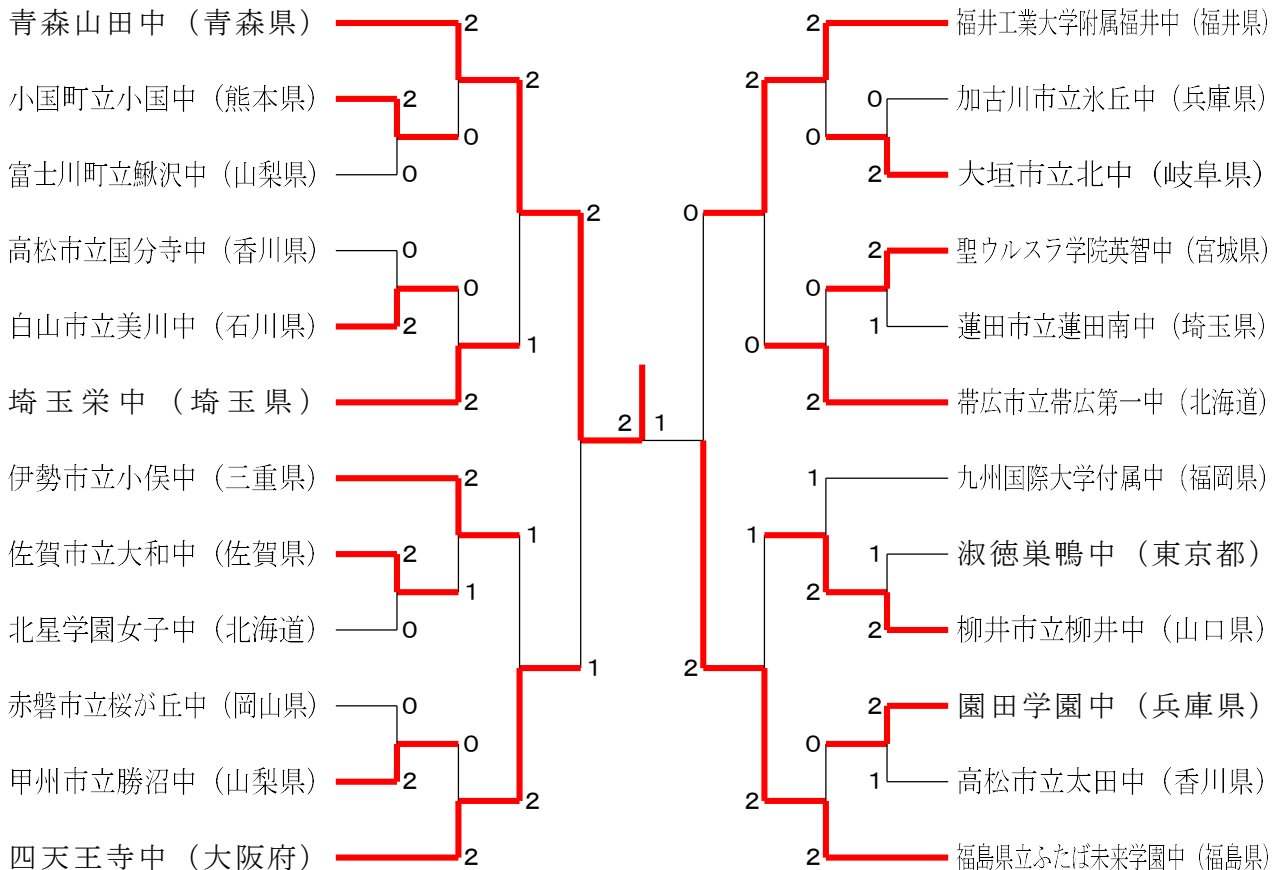 青森山田中（青森県）
小国町立小国中（熊本県）
富士川町立鰍沢中（山梨県）
高松市立国分寺中（香川県）
白山市立美川中（石川県）
埼玉栄中（埼玉県）
伊勢市立小俣中（三重県）
佐賀市立大和中（佐賀県）
北星学園女子中（北海道）
赤磐市立桜が丘中（岡山県）
甲州市立勝沼中（山梨県）
四天王寺中（大阪府）
2
2
0
0
0
2
0
2
2
2
1
2
2
1
0
0
2
0
2
1
2
2
1
1
2
1
0
2
2
2
0
0
2
2
1
0
2
0
0
1
1
2
2
1
2
1
2
0
2
2
福井工業大学附属福井中（福井県）
加古川市立氷丘中（兵庫県）
大垣市立北中（岐阜県）
聖ウルスラ学院英智中（宮城県）
蓮田市立蓮田南中（埼玉県）
帯広市立帯広第一中（北海道）
九州国際大学付属中（福岡県）
淑徳巣鴨中（東京都）
柳井市立柳井中（山口県）
園田学園中（兵庫県）
高松市立太田中（香川県）
福島県立ふたば未来学園中（福島県）